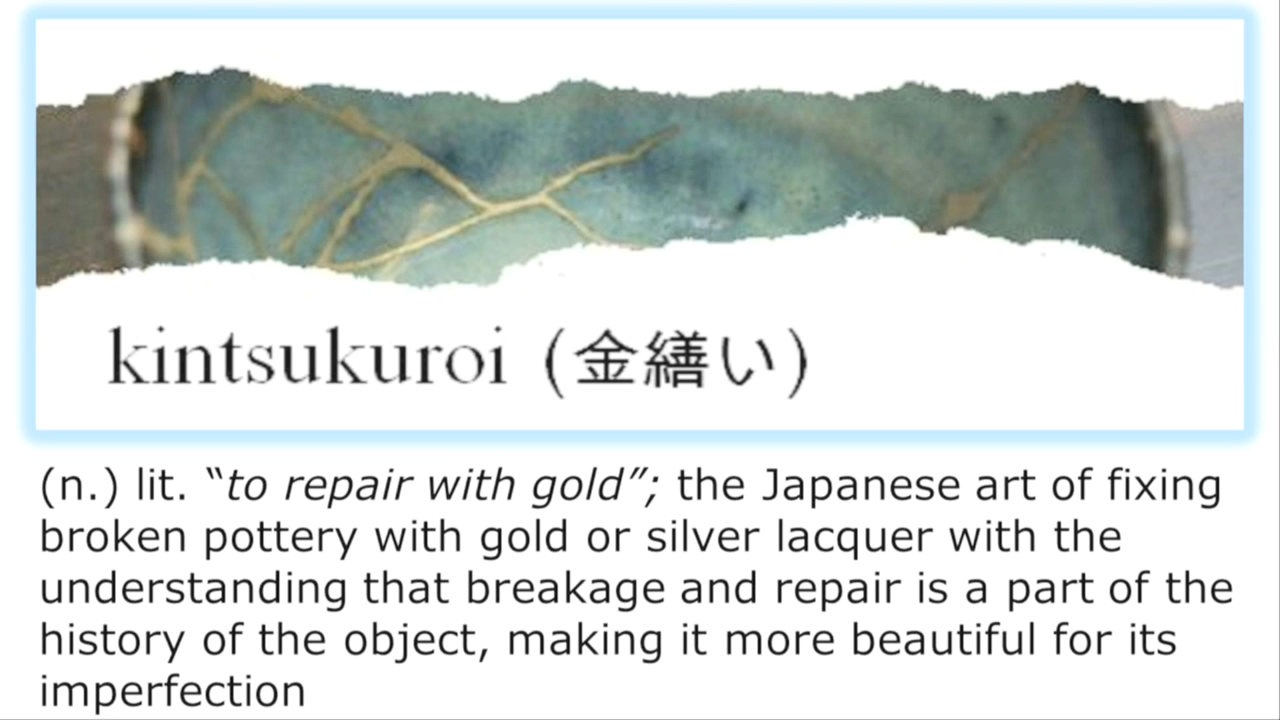 kintsukuroi (金繕い)
(n.) lit. “to repair with gold”; the Japanese art of fixing
broken pottery with gold or silver lacquer with the
understanding that breakage and repair is a part of the
history of the object, making it more beautiful for its
imperfection